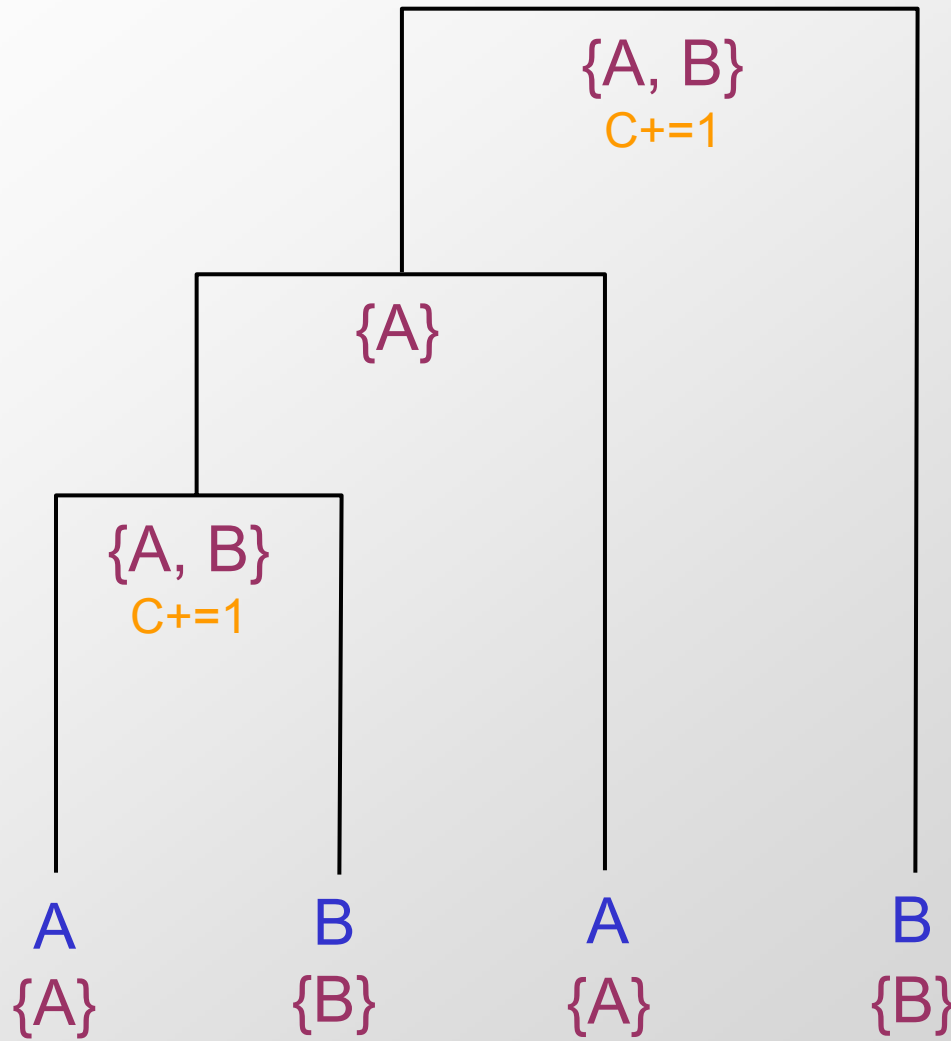 {A, B}
C+=1
{A}
{A, B}
C+=1
A B A B
{A} {B} {A} {B}